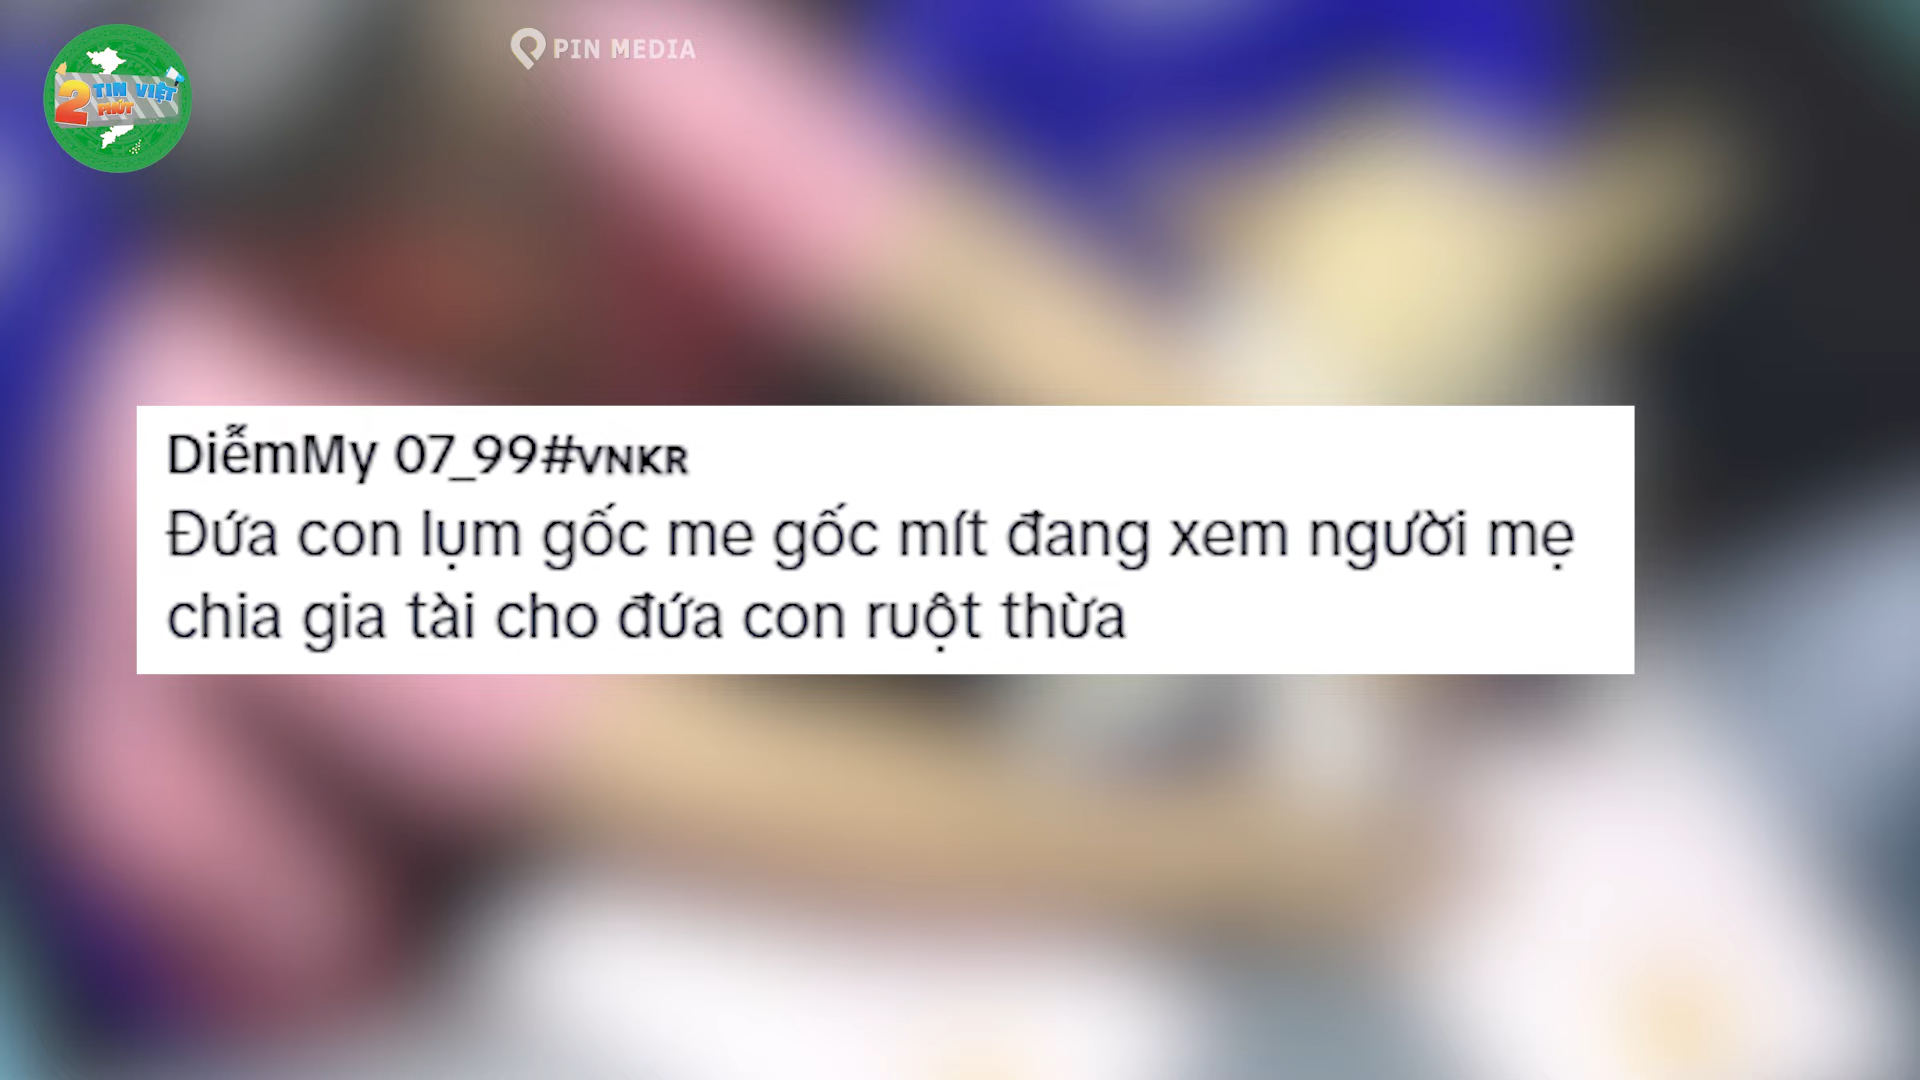 PIN MEDIA
2 TIN VIỆT
PHÚT
DiễmMy 07_99#VNKR
Đứa con lụm gốc me gốc mít đang xem người mẹ
chia gia tài cho đứa con ruột thừa